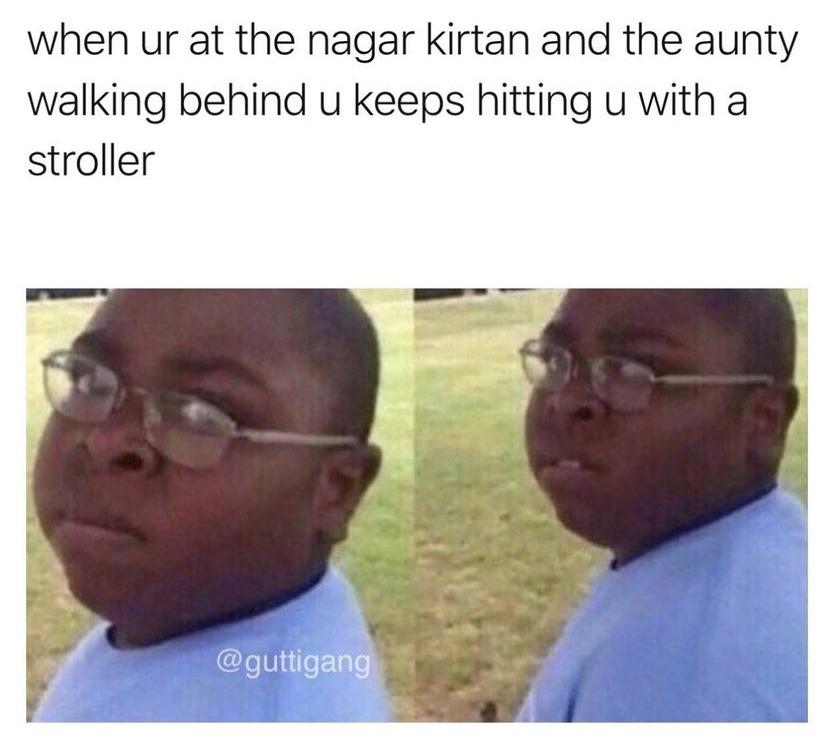 when ur at the nagar kirtan and the aunty
walking behind u keeps hitting u with a
stroller
@guttigang